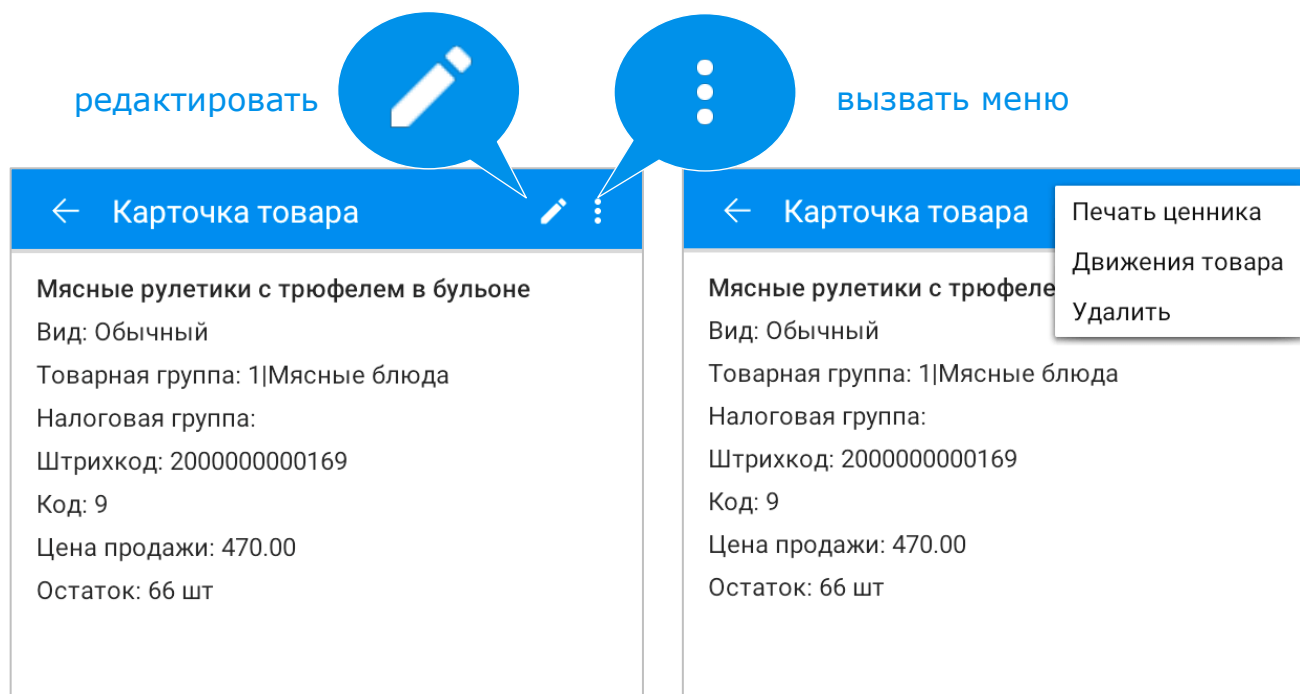 редактировать
вызвать меню
Карточка товара
Мясные рулетики с трюфелем в бульоне
Вид: Обычный
Товарная группа: 1|Мясные блюда
Налоговая группа:
Штрихкод: 2000000000169
Код: 9
Цена продажи: 470.00
Остаток: 66 шт
Карточка товара
Печать ценника
Движения товара
Удалить
Мясные рулетики с трюфеле
Вид: Обычный
Товарная группа: 1|Мясные блюда
Налоговая группа:
Штрихкод: 2000000000169
Код: 9
Цена продажи: 470.00
Остаток: 66 шт